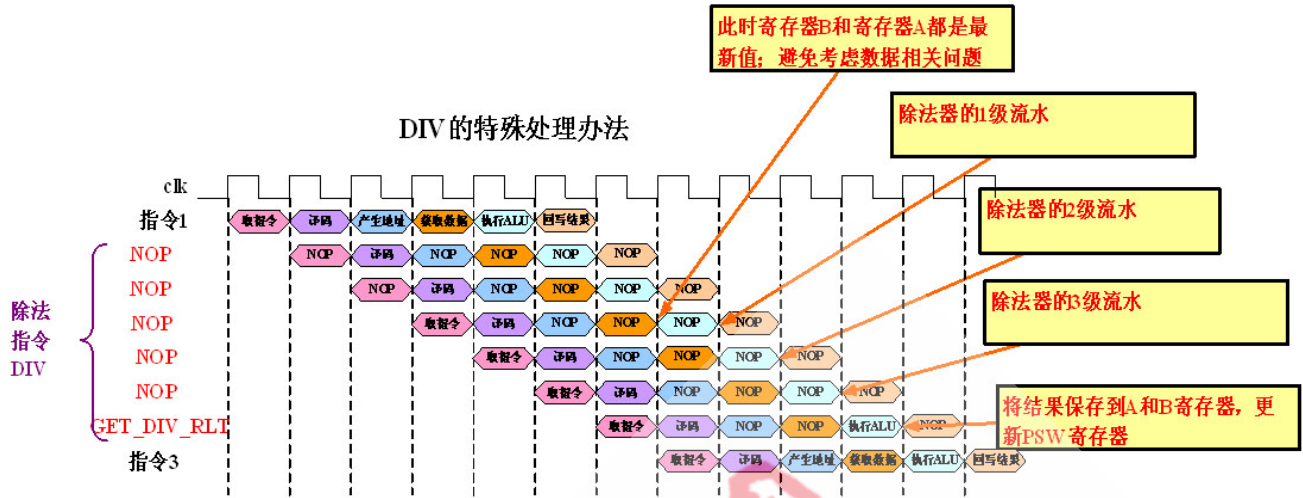 此时寄存器B和寄存器A都是最
新值；避免考虑数据相关问题
除法器的1级流水
DIV的特殊处理办法
clk
除法器的2级流水
指令1 取指令 译码 产生地址 获取数据 执行ALU 回写结果
NOP NOP 译码 NOP NOP NOP NOP
NOP NOP 译码 NOP NOP NOP NOP
除法器的3级流水
除法
指令
DIV
NOP 取指令 译码 NOP NOP NOP NOP
NOP 取指令 译码 NOP NOP NOP NOP
NOP 取指令 译码 NOP NOP NOP NOP
将结果保存到A和B寄存器，更
新PSW寄存器
GET_DIV_RLT 取指令 译码 NOP NOP 执行ALU NOP
指令3 取指令 译码 产生地址 获取数据 执行ALU 回写结果